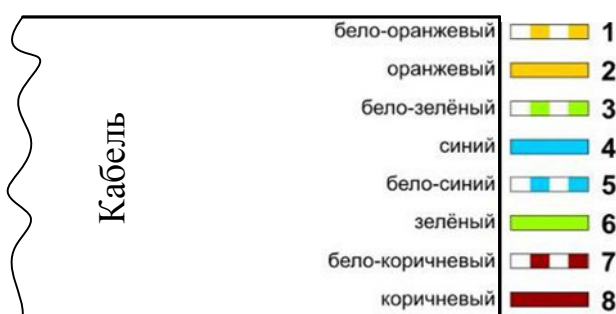 бело-оранжевый 1
оранжевый 2
бело-зелёный 3
синий 4
бело-синий 5
зелёный 6
бело-коричневый 7
коричневый 8
Кабель